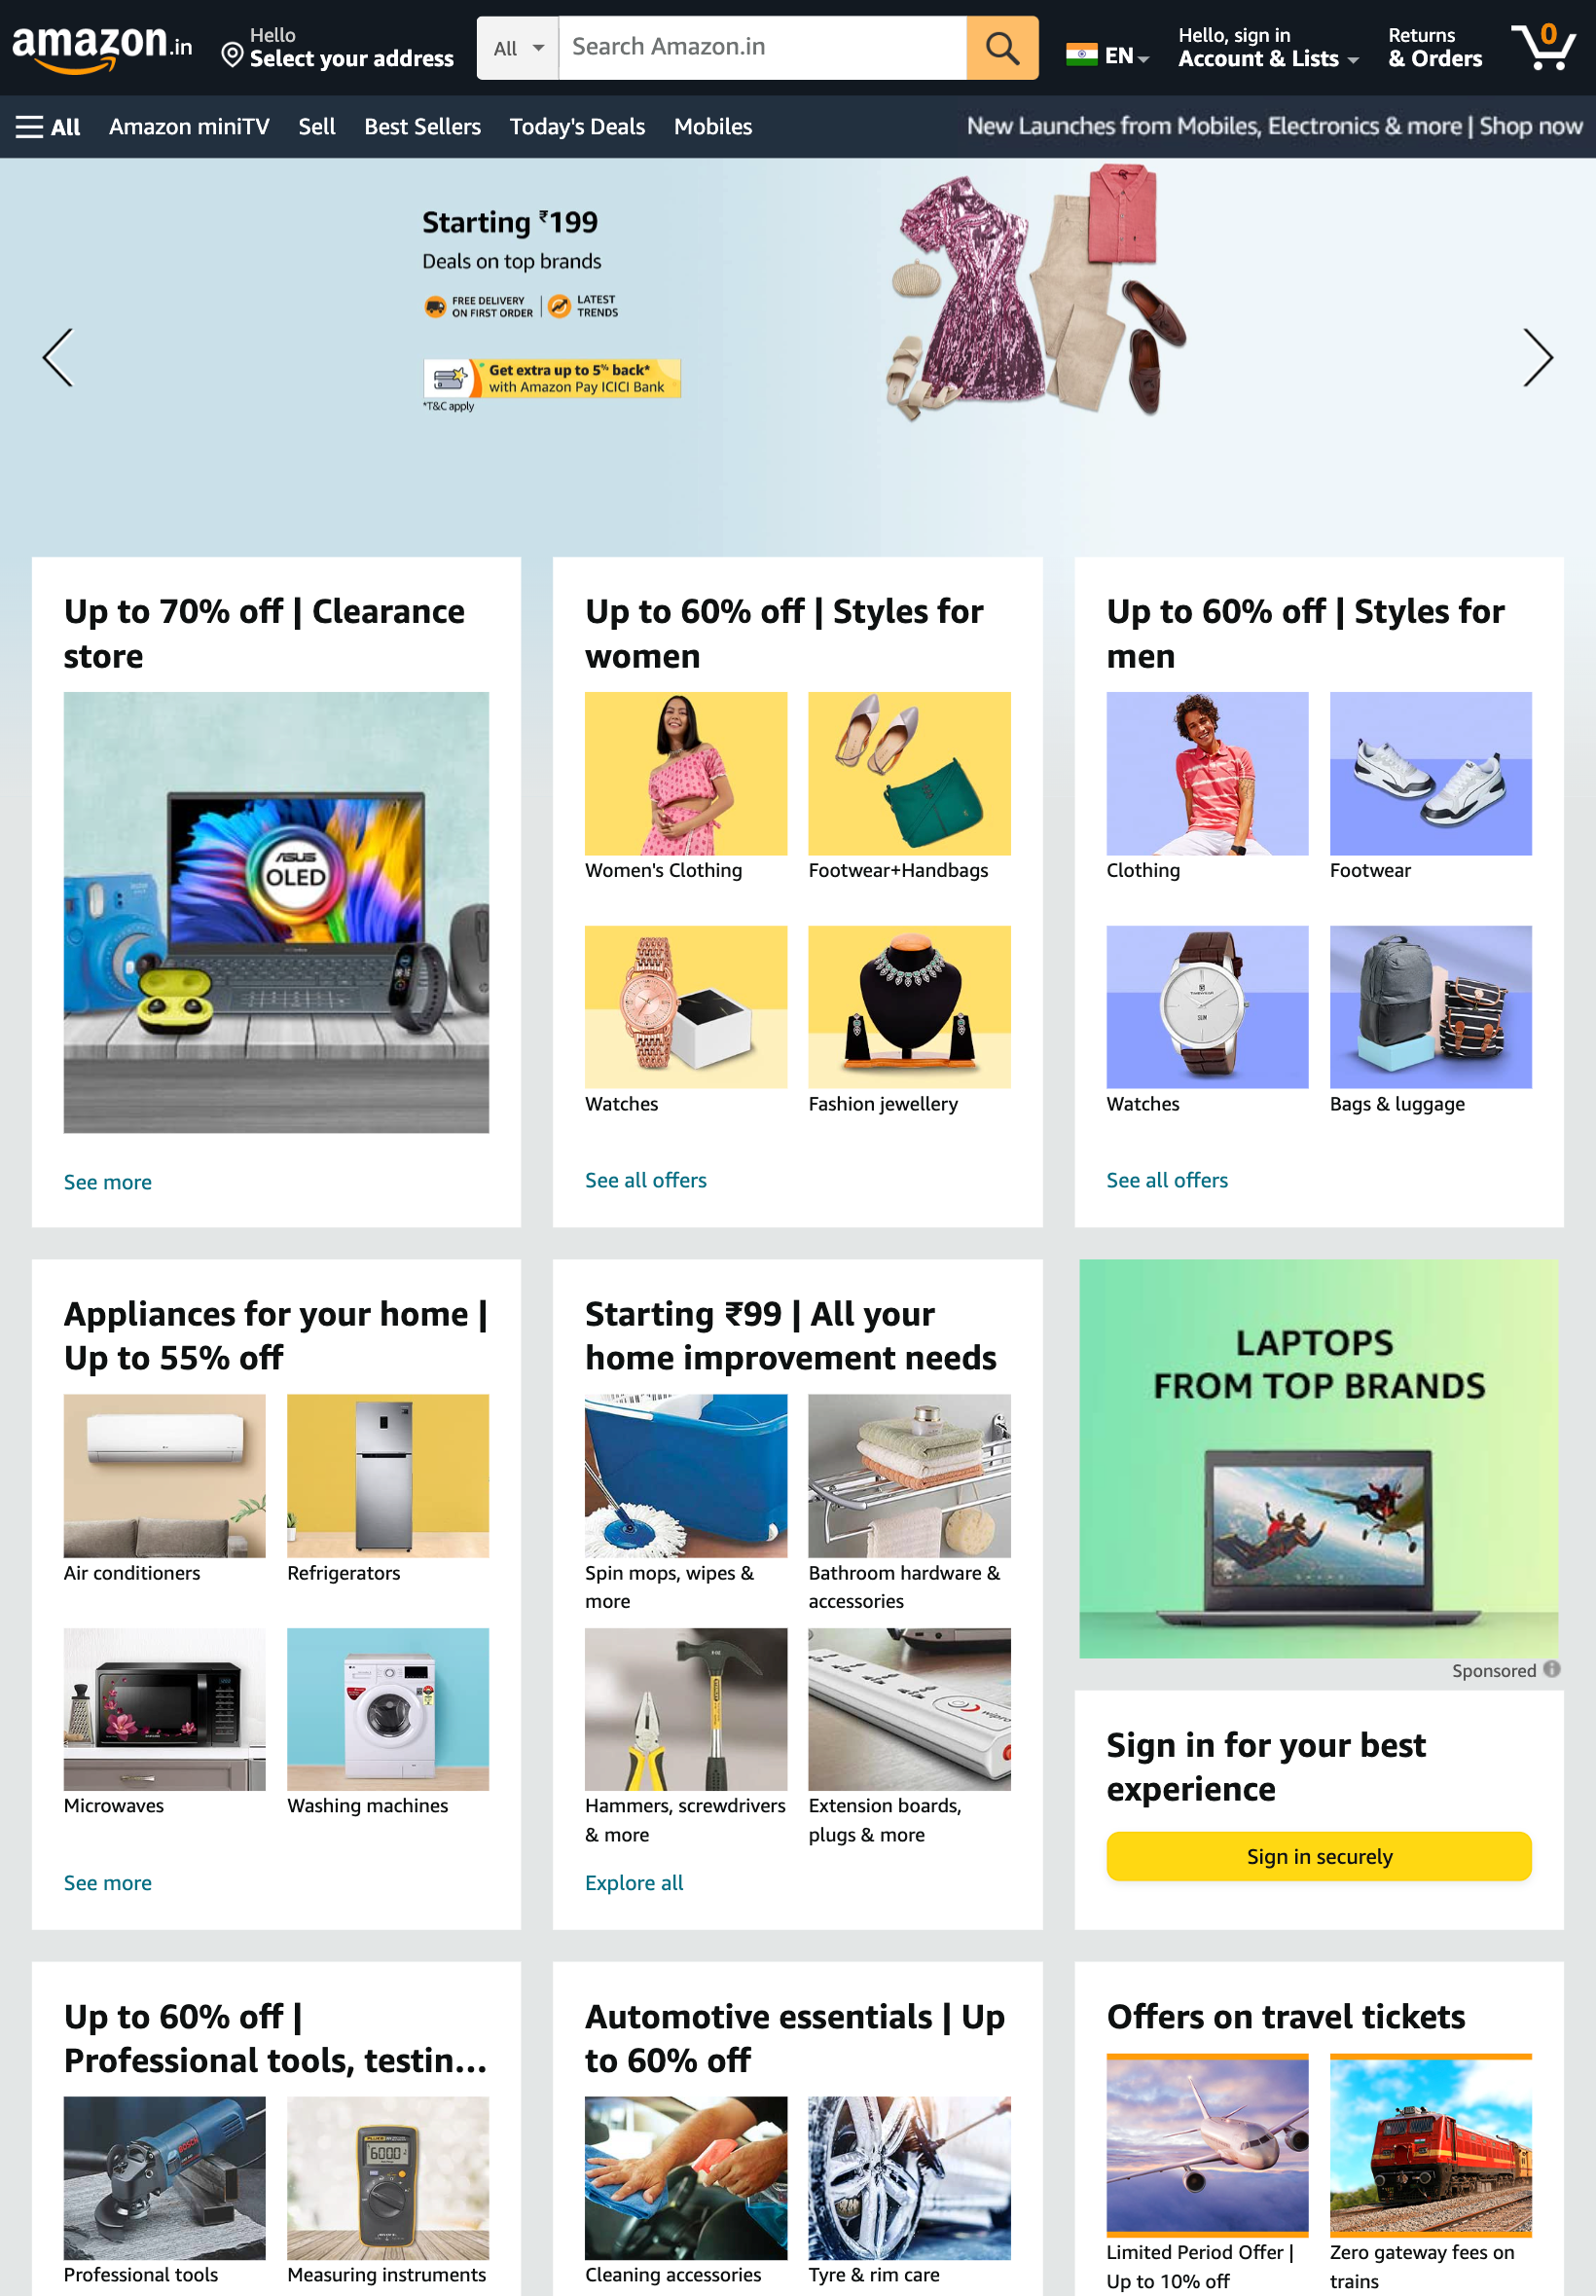 amazon.in
Hello
Select your address
All
Search Amazon.in
EN
Hello, sign in
Account & Lists
Returns
& Orders
0
All
Amazon miniTV
Sell
Best Sellers
Today's Deals
Mobiles
New Launches from Mobiles, Electronics & more | Shop now
Starting ₹199
Deals on top brands
FREE DELIVERY
ON FIRST ORDER
LATEST
TRENDS
Get extra up to 5% back*
with Amazon Pay ICICI Bank
*T&C apply
Up to 70% off | Clearance
store
ASUS
OLED
See more
Up to 60% off | Styles for
women
Women's Clothing
Footwear+Handbags
Watches
Fashion jewellery
See all offers
Up to 60% off | Styles for
men
Clothing
Footwear
Watches
Bags & luggage
See all offers
Appliances for your home |
Up to 55% off
Air conditioners
Refrigerators
Microwaves
Washing machines
See more
Starting ₹99 | All your
home improvement needs
Spin mops, wipes &
more
Bathroom hardware &
accessories
wipro
Hammers, screwdrivers
& more
Extension boards,
plugs & more
Explore all
LAPTOPS
FROM TOP BRANDS
Sponsored
Sign in for your best
experience
Sign in securely
Up to 60% off |
Professional tools, testin...
BOSCH
FLUKE
600.0
Professional tools
Measuring instruments
Automotive essentials | Up
to 60% off
Cleaning accessories
Tyre & rim care
Offers on travel tickets
Limited Period Offer |
Up to 10% off
Zero gateway fees on
trains